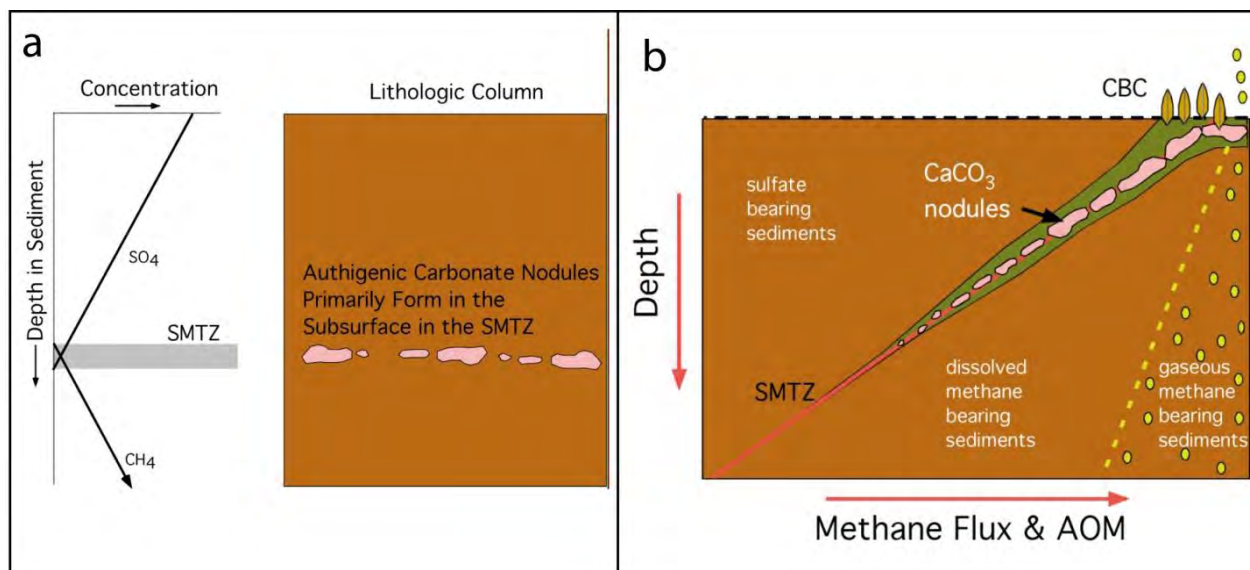 a
Concentration
Depth in Sediment
SO4
SMTZ
CH4
Lithologic Column
Authigenic Carbonate Nodules
Primarily Form in the
Subsurface in the SMTZ
b
CBC
Depth
sulfate
bearing
sediments
CaCO3
nodules
SMTZ
dissolved
methane
bearing
sediments
gaseous
methane
bearing
sediments
Methane Flux & AOM